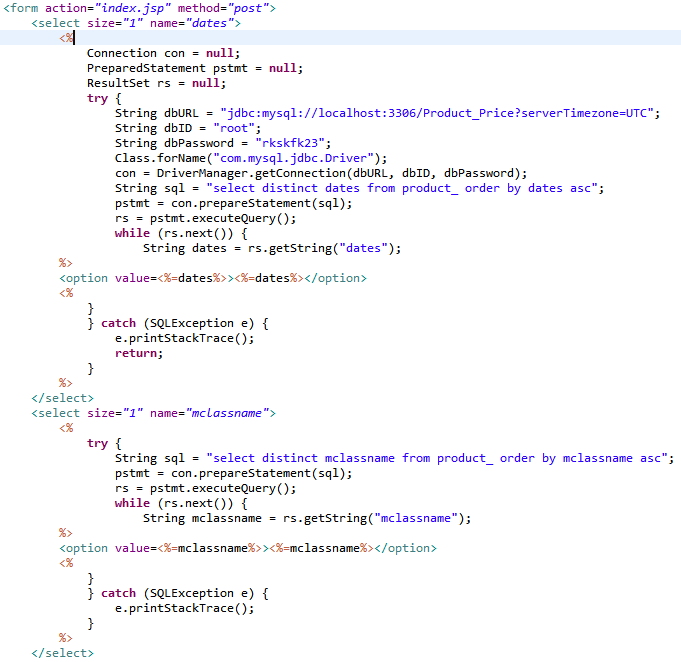 <form action="index.jsp" method="post">
    <select size="1" name="dates">
        <%
            Connection con = null;
            PreparedStatement pstmt = null;
            ResultSet rs = null;
            try {
                String dbURL = "jdbc:mysql://localhost:3306/Product_Price?serverTimezone=UTC";
                String dbID = "root";
                String dbPassword = "rkskfk23";
                Class.forName("com.mysql.jdbc.Driver");
                con = DriverManager.getConnection(dbURL, dbID, dbPassword);
                String sql = "select distinct dates from product_ order by dates asc";
                pstmt = con.prepareStatement(sql);
                rs = pstmt.executeQuery();
                while (rs.next()) {
                    String dates = rs.getString("dates");
        %>
        <option value=<%=dates%>><%=dates%></option>
        <%
            }
            } catch (SQLException e) {
                e.printStackTrace();
                return;
            }
        %>
    </select>
    <select size="1" name="mclassname">
        <%
            try {
                String sql = "select distinct mclassname from product_ order by mclassname asc";
                pstmt = con.prepareStatement(sql);
                rs = pstmt.executeQuery();
                while (rs.next()) {
                    String mclassname = rs.getString("mclassname");
        %>
        <option value=<%=mclassname%>><%=mclassname%></option>
        <%
            }
            } catch (SQLException e) {
                e.printStackTrace();
            }
        %>
    </select>